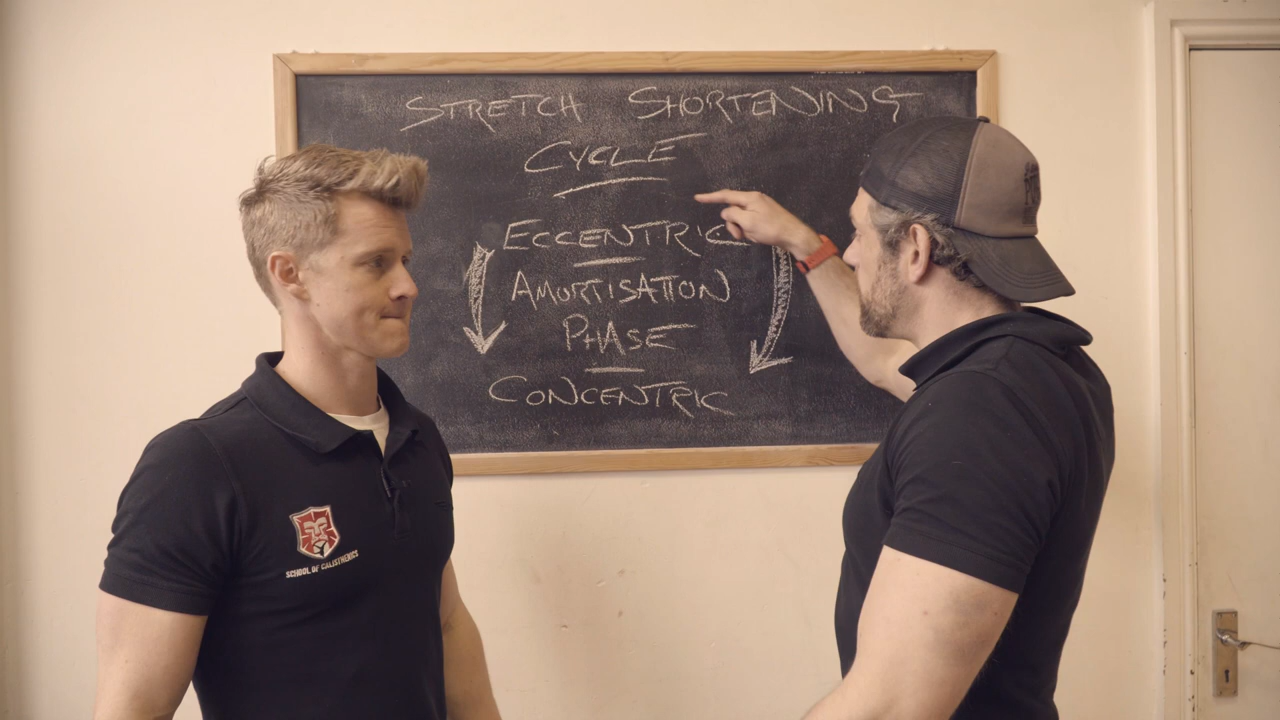 STRETCH SHORTENING
CYCLE
ECCENTRIC
AMORTISATION
PHASE
CONCENTRIC
SCHOOL OF CALISTHENICS